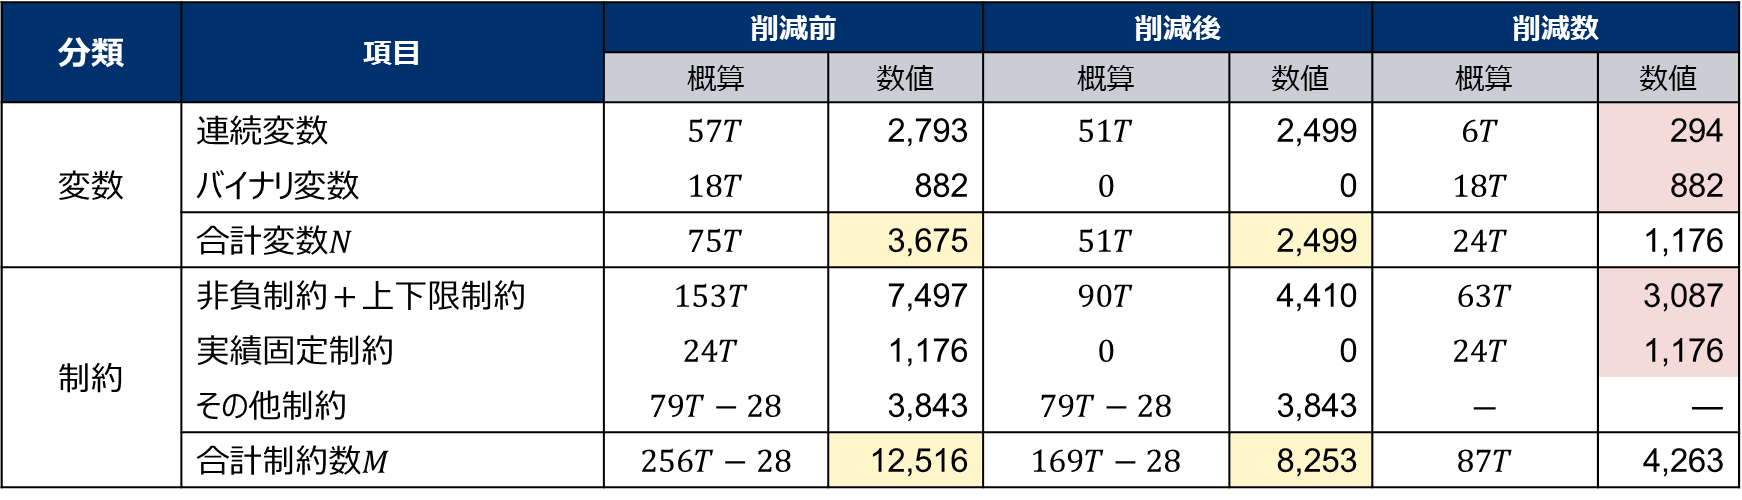 分類 項目 削減前 削減後 削減数
概算 数値 概算 数値 概算 数値
変数 連続変数 57T 2,793 51T 2,499 6T 294
バイナリ変数 18T 882 0 0 18T 882
合計変数N 75T 3,675 51T 2,499 24T 1,176
制約 非負制約＋上下限制約 153T 7,497 90T 4,410 63T 3,087
実績固定制約 24T 1,176 0 0 24T 1,176
その他制約 79T − 28 3,843 79T − 28 3,843 − —
合計制約数M 256T − 28 12,516 169T − 28 8,253 87T 4,263